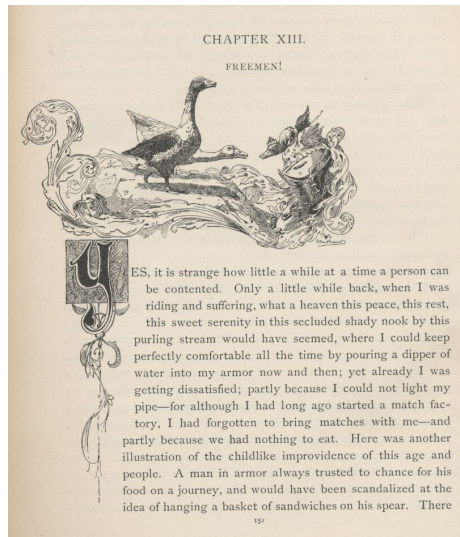 CHAPTER XIII.
FREEMEN!
YES, it is strange how little a while at a time a person can
be contented. Only a little while back, when I was
riding and suffering, what a heaven this peace, this rest,
this sweet serenity in this secluded shady nook by this
purling stream would have seemed, where I could keep
perfectly comfortable all the time by pouring a dipper of
water into my armor now and then; yet already I was
getting dissatisfied; partly because I could not light my
pipe—for although I had long ago started a match fac-
tory, I had forgotten to bring matches with me—and
partly because we had nothing to eat. Here was another
illustration of the childlike improvidence of this age and
people. A man in armor always trusted to chance for his
food on a journey, and would have been scandalized at the
idea of hanging a basket of sandwiches on his spear. There
151